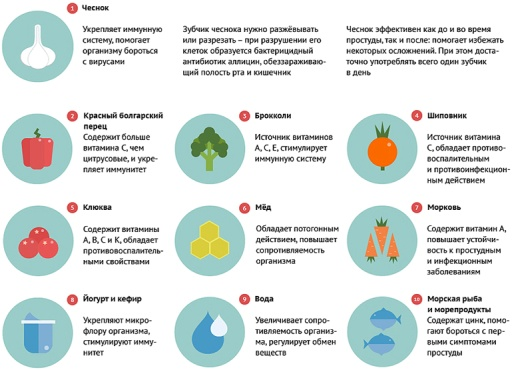 1 Чеснок
Укрепляет иммунную
систему, помогает
организму бороться
с вирусами
Зубчик чеснока нужно разжёвывать
или разрезать – при разрушении его
клеток образуется бактерицидный
антибиотик аллицин, обеззараживаю-
щий полость рта и кишечник
Чеснок эффективен как до и во время
простуды, так и после: помогает избежать
некоторых осложнений. При этом доста-
точно употреблять всего один зубчик
в день
2 Красный болгарский
перец
Содержит больше
витамина С, чем
цитрусовые, и укре-
пляет иммунитет
3 Брокколи
Источник витаминов
А, С, Е, стимулирует
иммунную систему
4 Шиповник
Источник витамина
С, обладает противо-
воспалительным
и противоинфекцион-
ным действием
5 Клюква
Содержит витамины
А, В, С и К, обладает
противовоспалитель-
ными свойствами
6 Мёд
Обладает потогонным
действием, повышает
сопротивляемость
организма
7 Морковь
Содержит витамин А,
повышает устойчи-
вость к простудным
и инфекционным
заболеваниям
8 Йогурт и кефир
Укрепляют микро-
флору организма,
стимулируют имму-
нитет
9 Вода
Увеличивает сопро-
тивляемость организ-
ма, регулирует обмен
веществ
10 Морская рыба
и морепродукты
Содержат цинк, помо-
гают бороться с пер-
выми симптомами
простуды